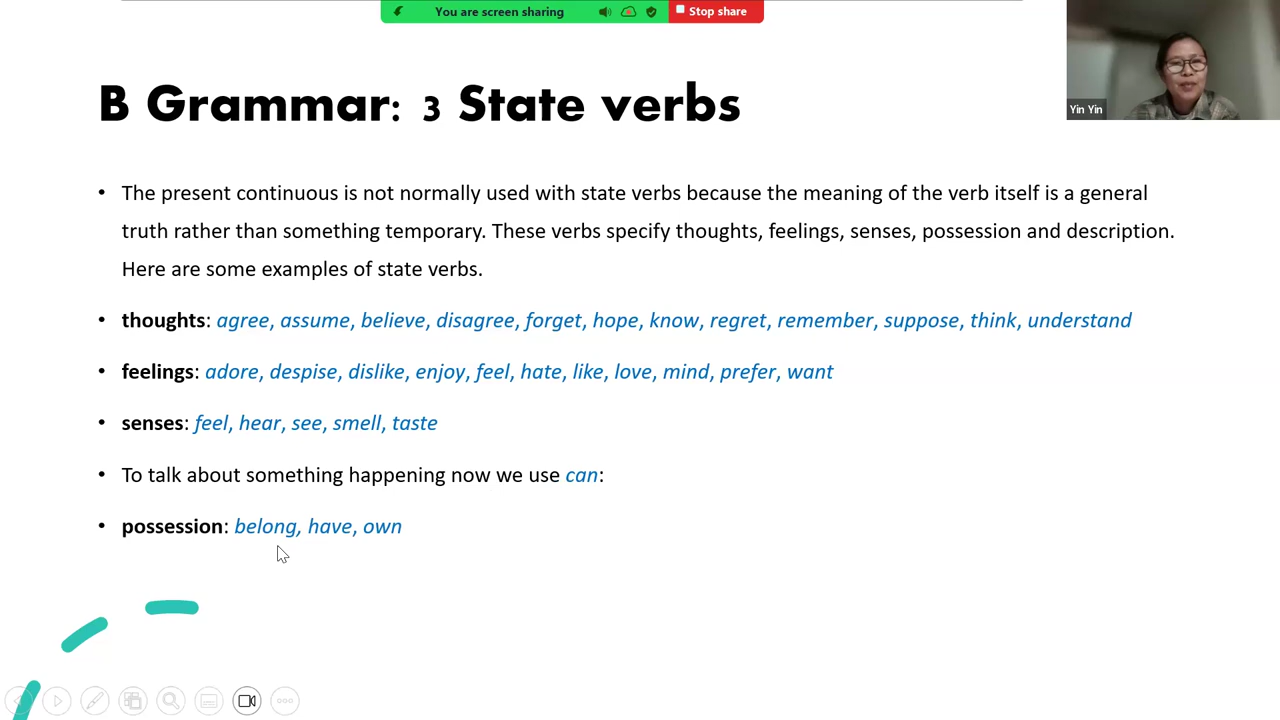 You are screen sharing
Stop share
Yin Yin
B Grammar: 3 State verbs
• The present continuous is not normally used with state verbs because the meaning of the verb itself is a general
truth rather than something temporary. These verbs specify thoughts, feelings, senses, possession and description.
Here are some examples of state verbs.
• thoughts: agree, assume, believe, disagree, forget, hope, know, regret, remember, suppose, think, understand
• feelings: adore, despise, dislike, enjoy, feel, hate, like, love, mind, prefer, want
• senses: feel, hear, see, smell, taste
• To talk about something happening now we use can:
• possession: belong, have, own